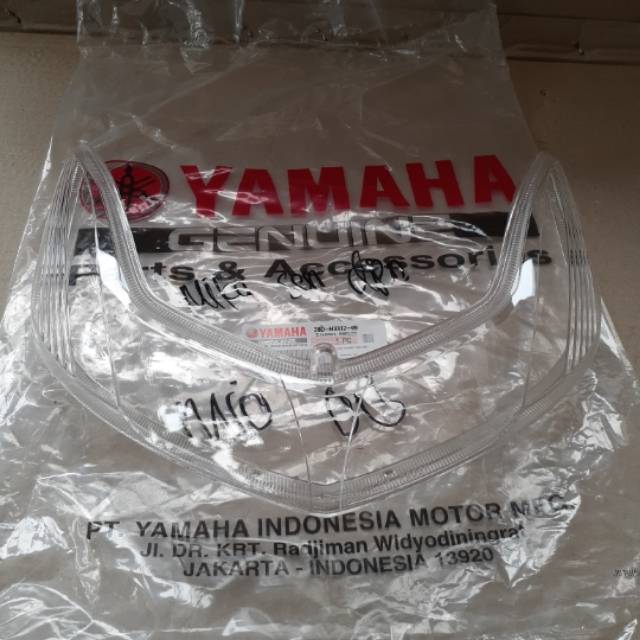 YAMAHA
GENUINE
Parts & Accessories
YAMAHA
MIO
PT. YAMAHA INDONESIA MOTOR MFG.
Jl. DR. KRT. Radjiman Widyodiningrat
JAKARTA - INDONESIA 13920